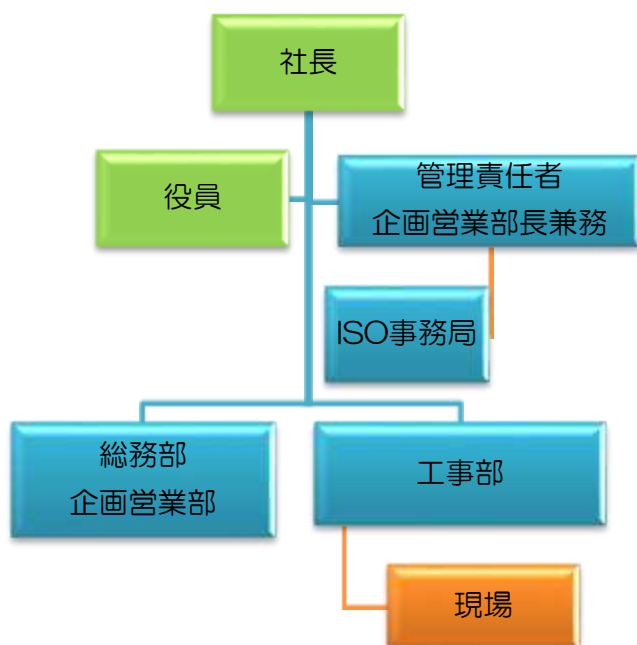 社長
役員
管理責任者
企画営業部長兼務
ISO事務局
総務部
企画営業部
工事部
現場